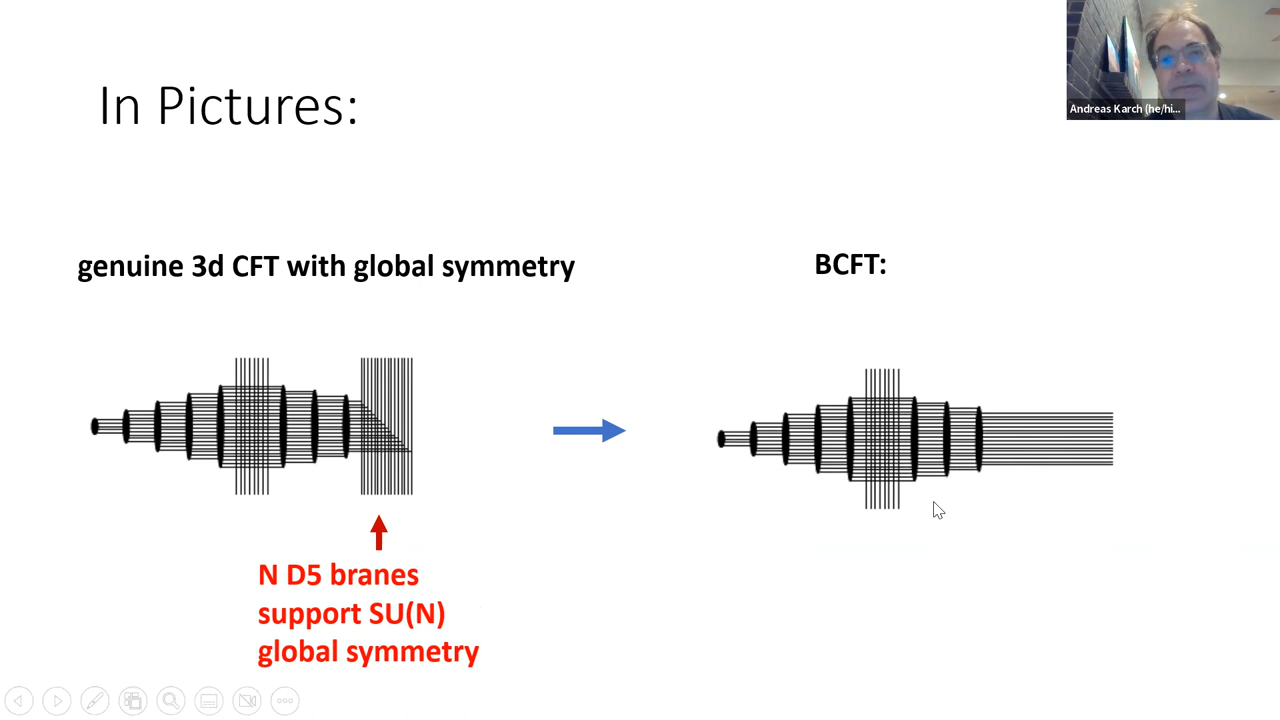 Andreas Karch (he/hi...
In Pictures:
genuine 3d CFT with global symmetry
BCFT:
N D5 branes
support SU(N)
global symmetry